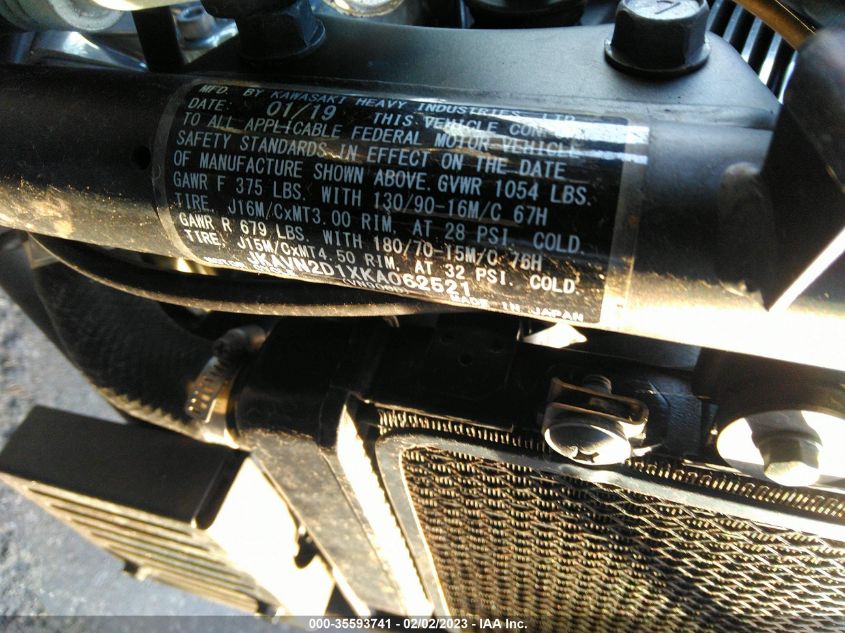 MFD. BY KAWASAKI HEAVY INDUSTRIES, LTD.
DATE: 01/19 THIS VEHICLE
TO ALL APPLICABLE FEDERAL MOTOR VEHICLE
SAFETY STANDARDS IN EFFECT ON THE DATE
OF MANUFACTURE SHOWN ABOVE. GVWR 1054 LBS.
GAWR F 375 LBS. WITH 130/90-16M/C 67H
TIRE, J16M/CxMT3.00 RIM, AT 28 PSI. COLD.
GAWR R 679 LBS. WITH 180/70-15M/C 76H
TIRE, J15M/CxMT4.50 RIM, AT 32 PSI. COLD.
JKAVN2D1XKA062521
MADE IN JAPAN
7
000-35593741 - 02/02/2023 - IAA Inc.